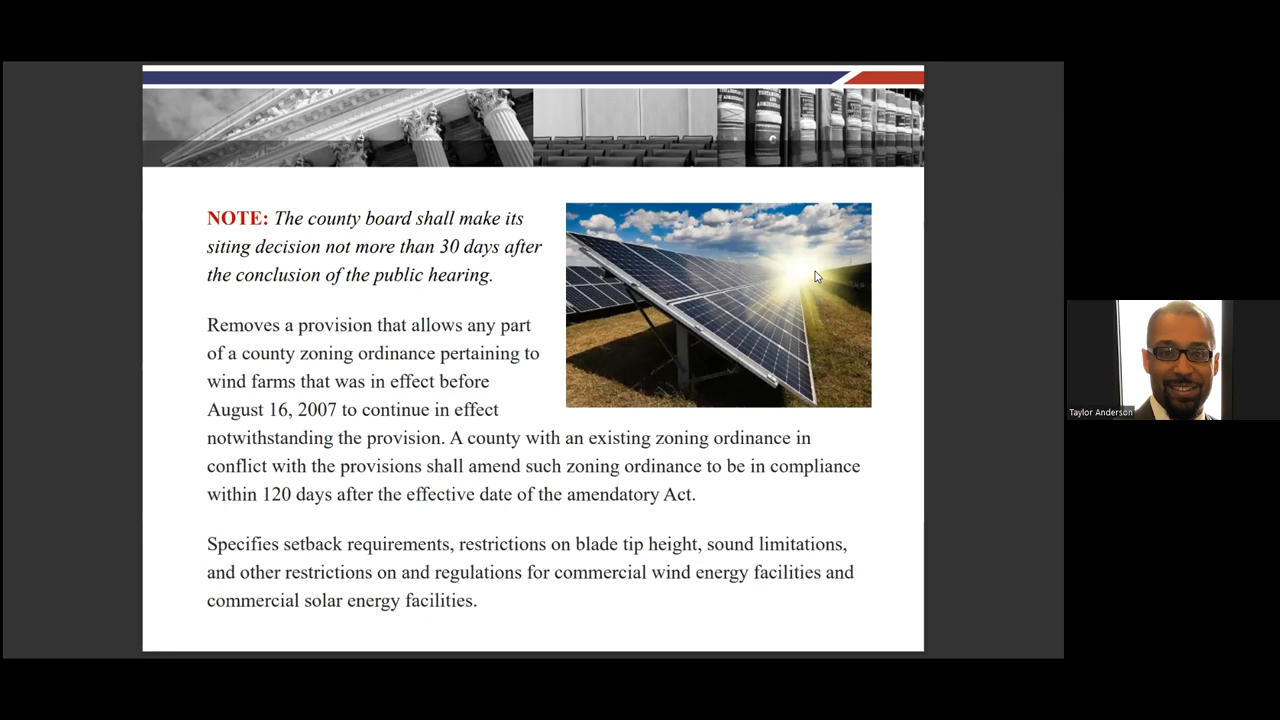 NOTE: The county board shall make its
siting decision not more than 30 days after
the conclusion of the public hearing.
Removes a provision that allows any part
of a county zoning ordinance pertaining to
wind farms that was in effect before
August 16, 2007 to continue in effect
notwithstanding the provision. A county with an existing zoning ordinance in
conflict with the provisions shall amend such zoning ordinance to be in compliance
within 120 days after the effective date of the amendatory Act.
Specifies setback requirements, restrictions on blade tip height, sound limitations,
and other restrictions on and regulations for commercial wind energy facilities and
commercial solar energy facilities.
Taylor Anderson